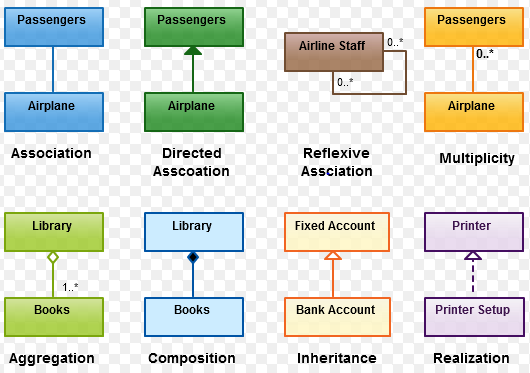 Passengers
Airplane
Association
Passengers
Airplane
Directed
Asscoation
Airline Staff
0..*
0..*
Reflexive
Assciation
Passengers
0..*
Airplane
Multiplicity
Library
1..*
Books
Aggregation
Library
Books
Composition
Fixed Account
Bank Account
Inheritance
Printer
Printer Setup
Realization